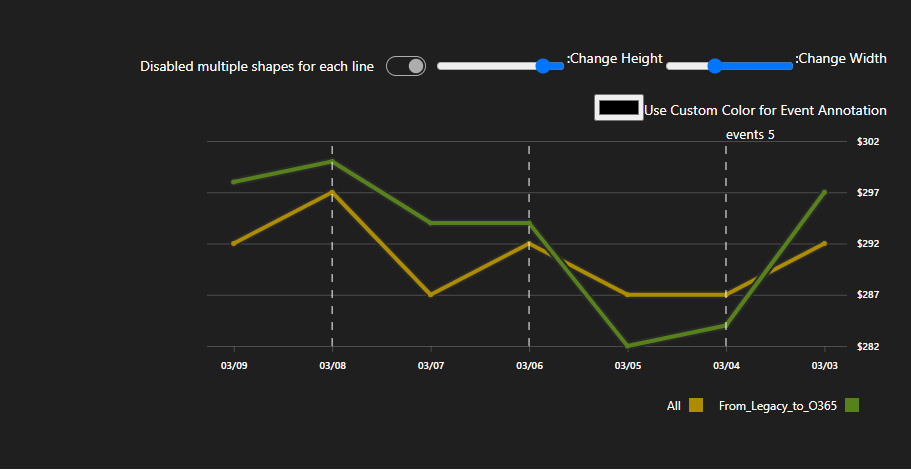 Disabled multiple shapes for each line
:Change Height
:Change Width
Use Custom Color for Event Annotation
events 5
$302
$297
$292
$287
$282
03/09 03/08 03/07 03/06 03/05 03/04 03/03
All From_Legacy_to_O365